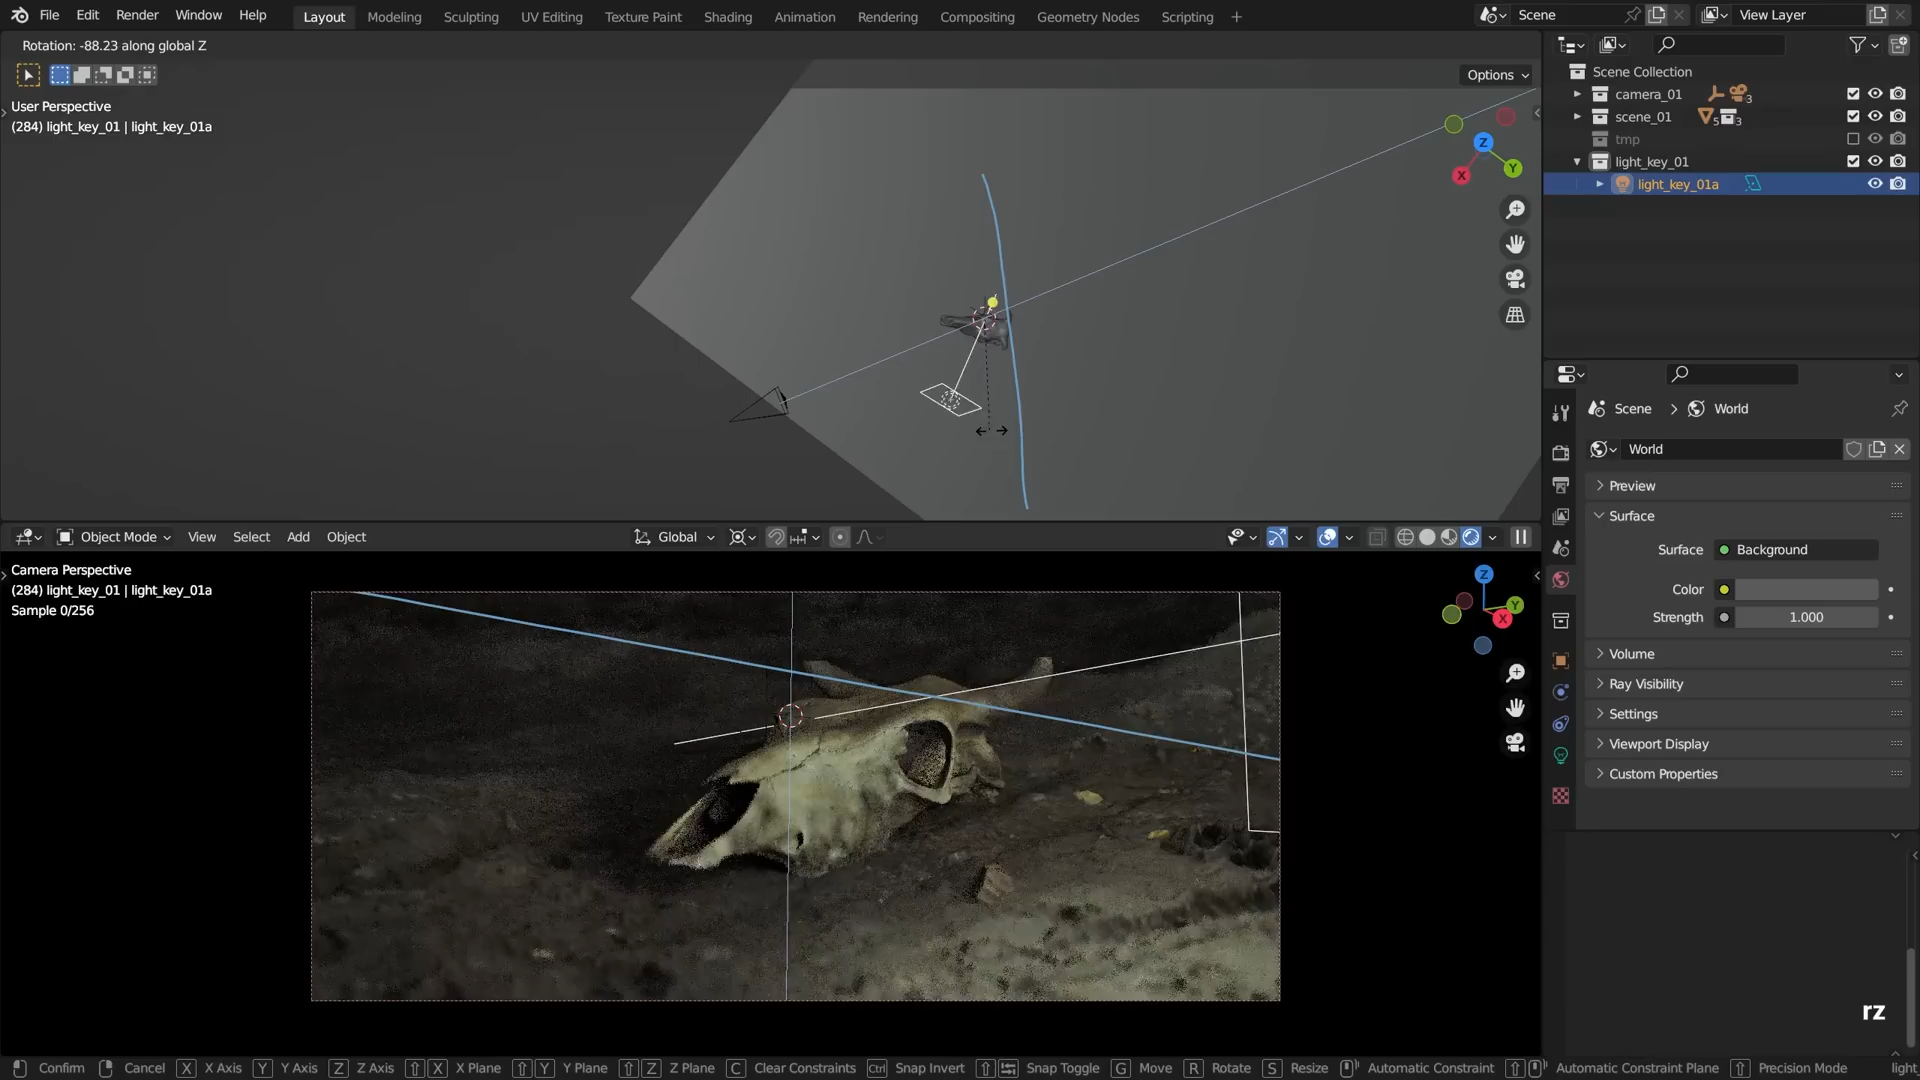 File Edit Render Window Help Layout Modeling Sculpting UV Editing Texture Paint Shading Animation Rendering Compositing Geometry Nodes Scripting + Scene View Layer
Rotation: -88.23 along global Z
Options
User Perspective
(284) light_key_01 | light_key_01a
Z
Y
X
Scene Collection
camera_01 3
scene_01 5 3
tmp
light_key_01
light_key_01a
Scene > World
World
Preview
Surface
Surface Background
Color
Strength 1.000
Volume
Ray Visibility
Settings
Viewport Display
Custom Properties
Object Mode View Select Add Object Global
Camera Perspective
(284) light_key_01 | light_key_01a
Sample 0/256
Z
Y
X
rz
Confirm Cancel X X Axis Y Y Axis Z Z Axis X X Plane Y Y Plane Z Z Plane C Clear Constraints Ctrl Snap Invert Snap Toggle G Move R Rotate S Resize Automatic Constraint Automatic Constraint Plane Precision Mode light_